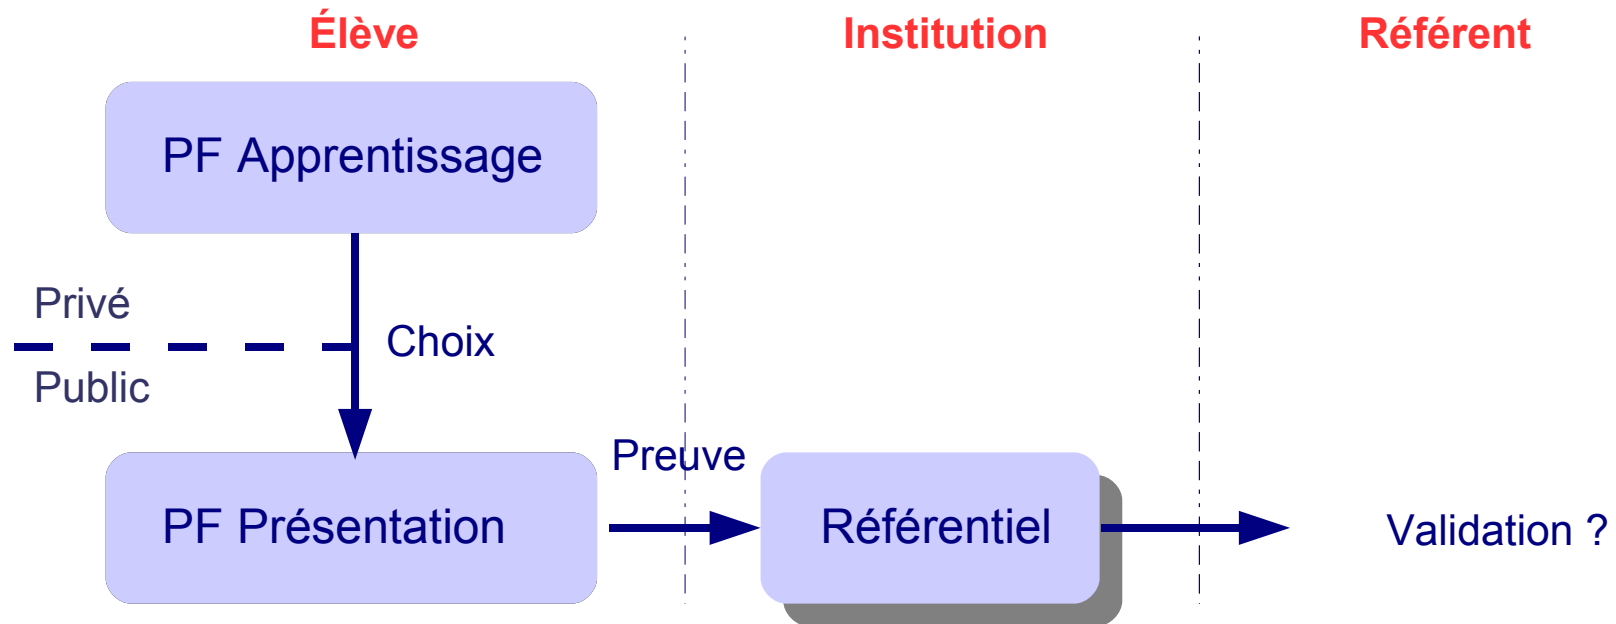 Élève
Institution
Référent
PF Apprentissage
Privé
Choix
Public
Preuve
PF Présentation
Référentiel
Validation ?